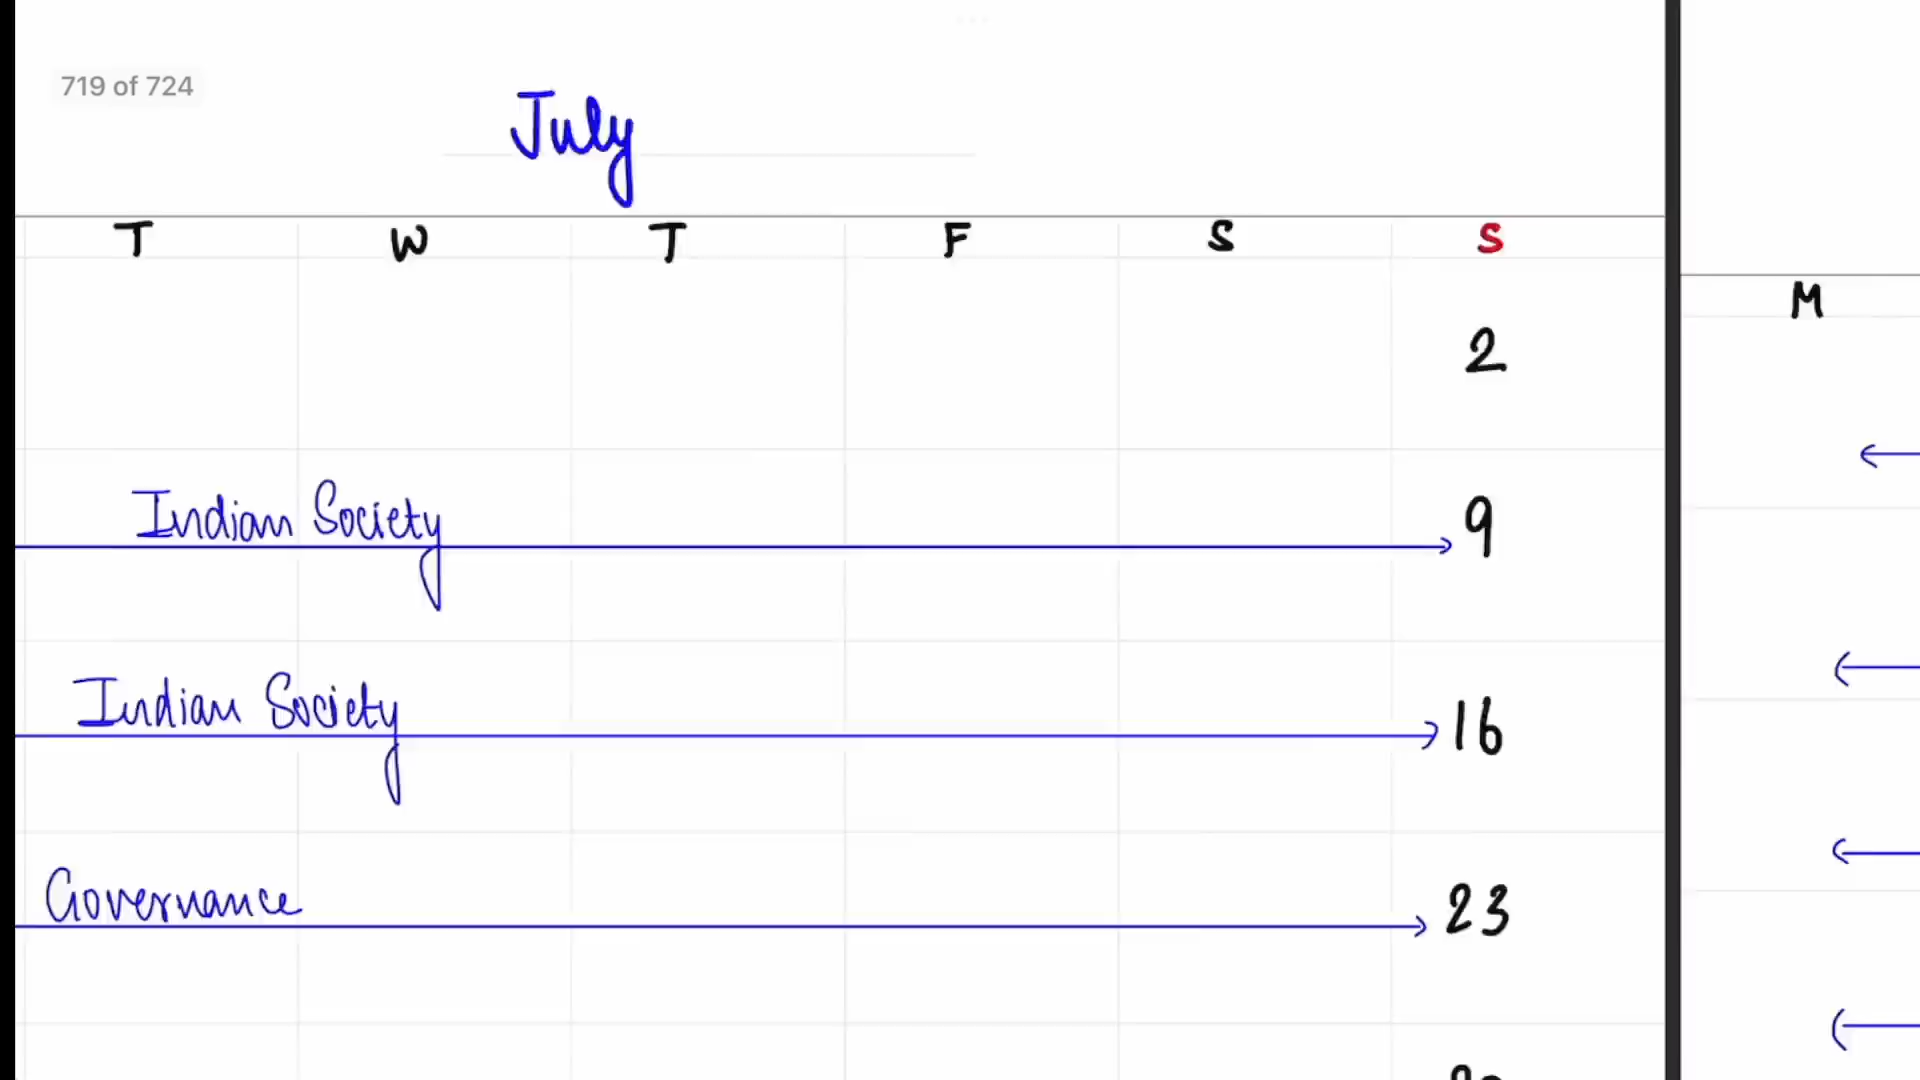 719 of 724
July
T W T F S S
M
2
Indian Society
9
Indian Society
16
Governance
23